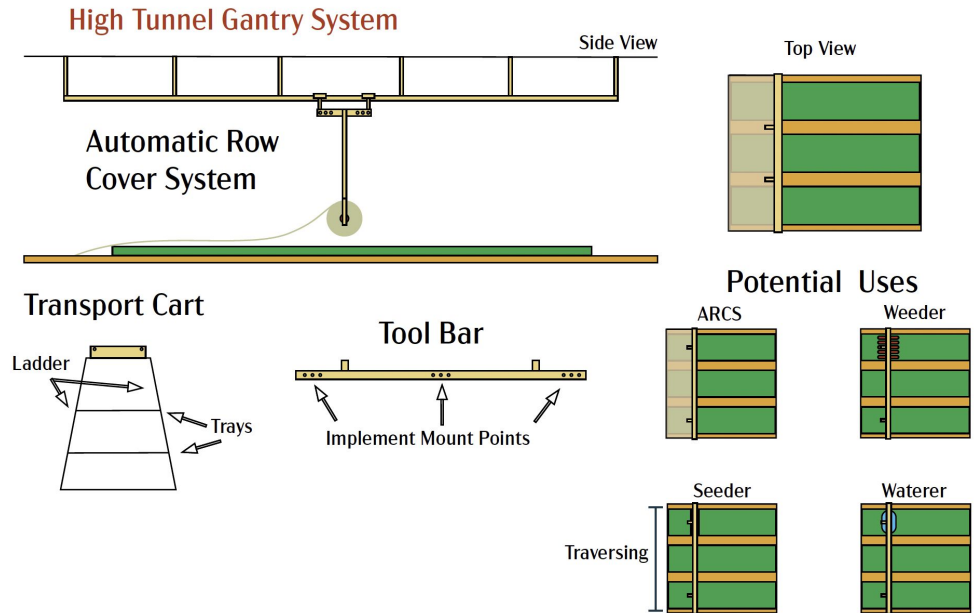 High Tunnel Gantry System
Side View
Top View
Automatic Row
Cover System
Transport Cart
Ladder
Trays
Tool Bar
Implement Mount Points
Potential Uses
ARCS
Weeder
Seeder
Waterer
Traversing